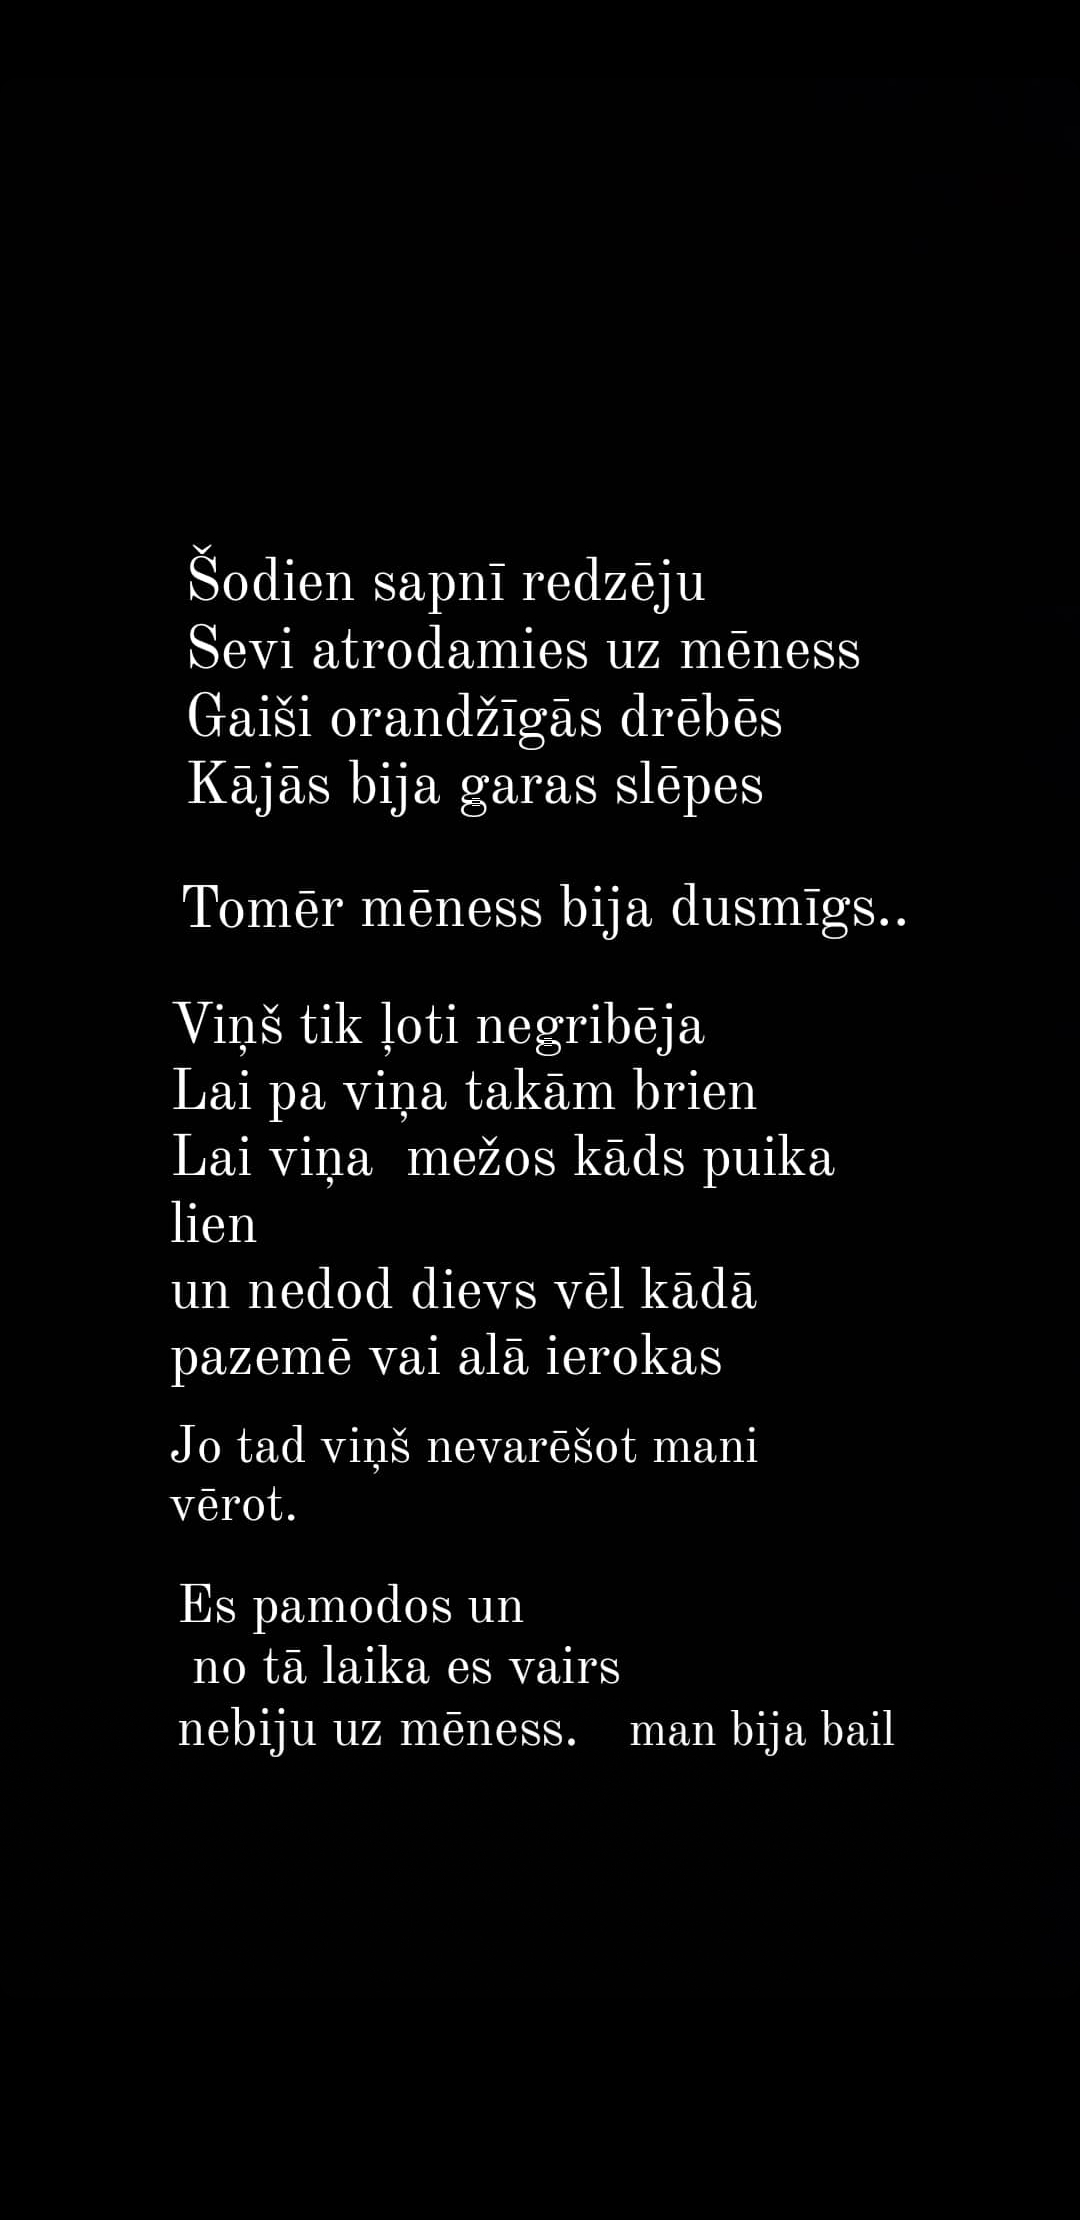 Šodien sapnī redzēju
Sevi atrodamies uz mēness
Gaiši orandžīgās drēbēs
Kājās bija garas slēpes
Tomēr mēness bija dusmīgs..
Viņš tik ļoti negribēja
Lai pa viņa takām brien
Lai viņa  mežos kāds puika
lien
un nedod dievs vēl kādā
pazemē vai alā ierokas
Jo tad viņš nevarēšot mani
vērot.
Es pamodos un
no tā laika es vairs
nebiju uz mēness.    man bija bail